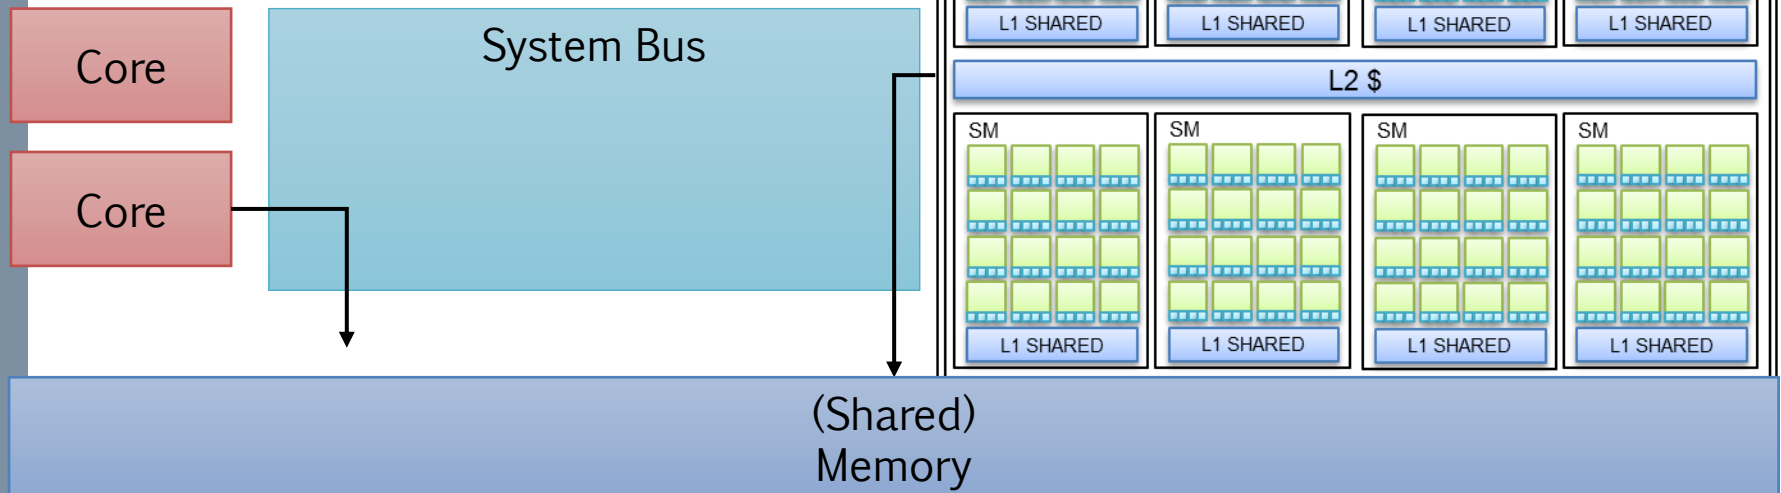 Core
System Bus
L1 SHARED
L1 SHARED
L1 SHARED
L1 SHARED
L2 $
Core
SM
SM
SM
SM
L1 SHARED
L1 SHARED
L1 SHARED
L1 SHARED
(Shared)
Memory